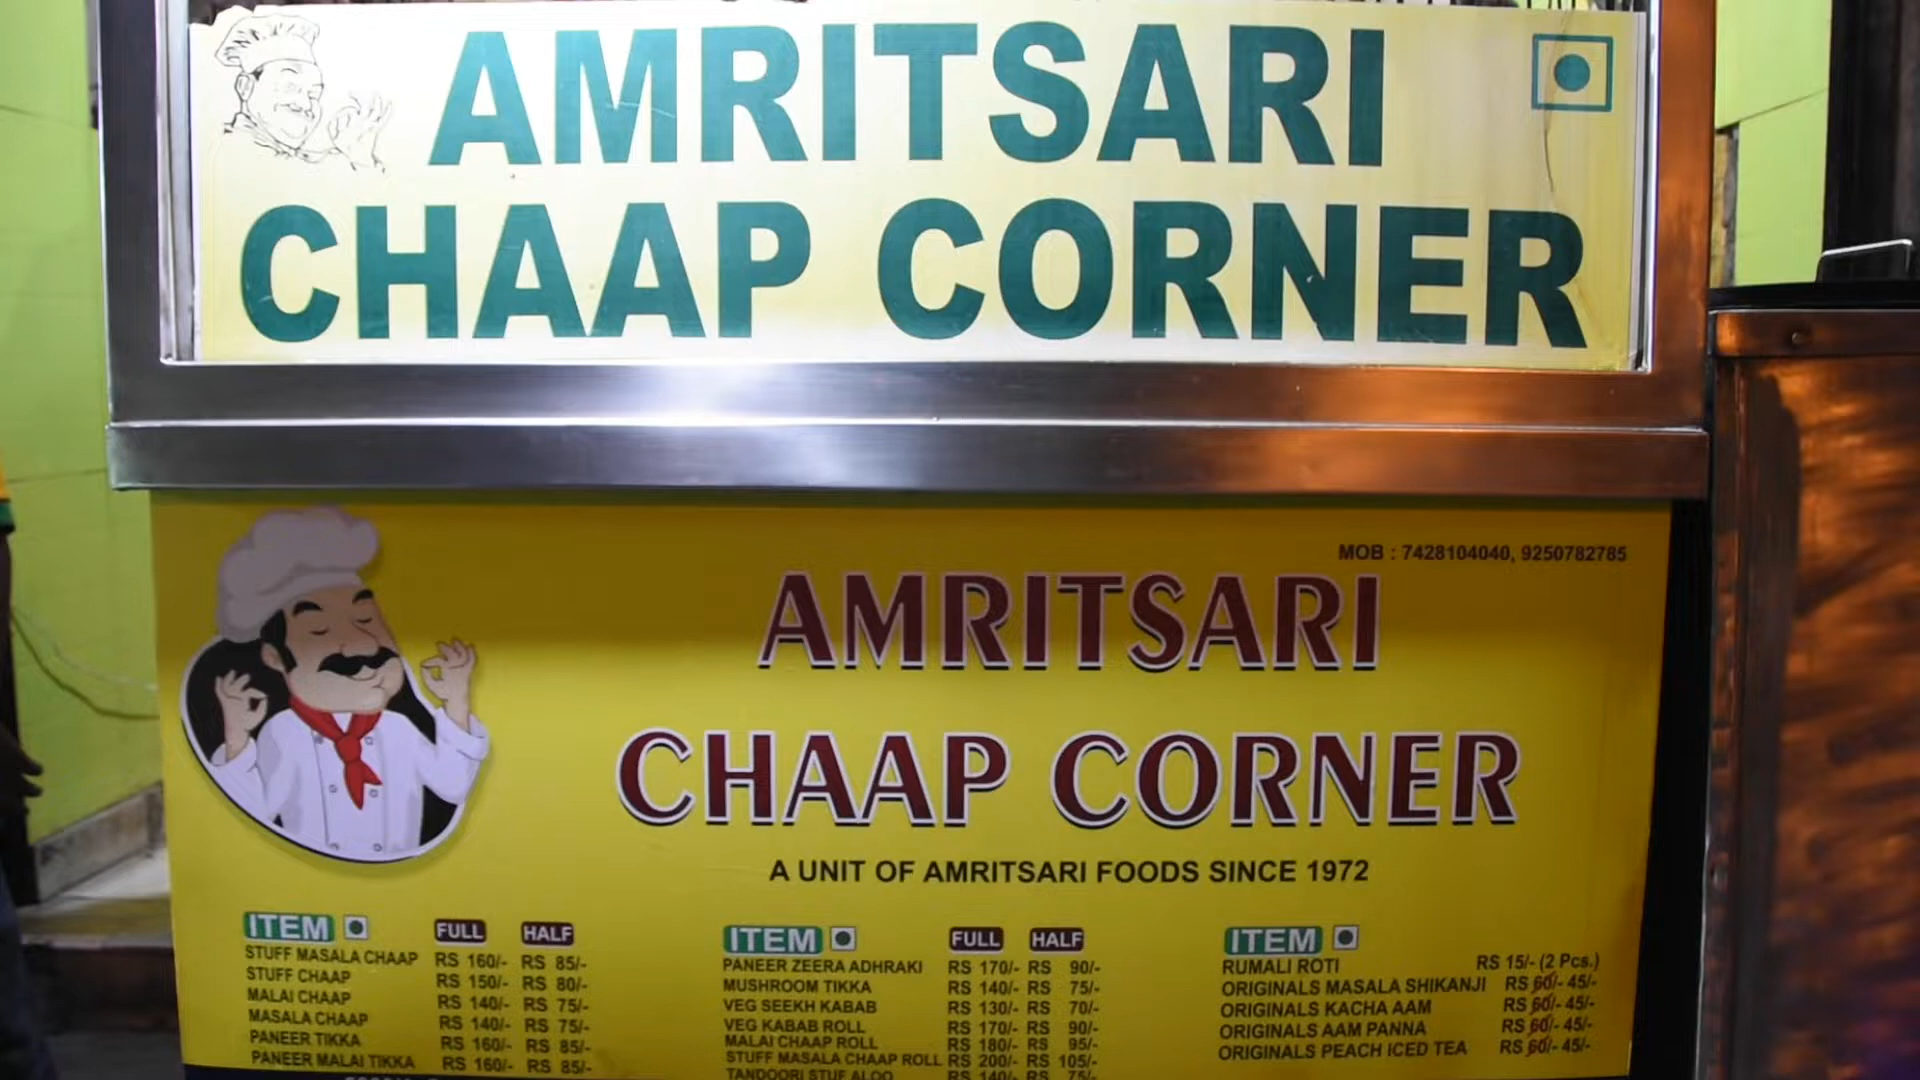 AMRITSARI
CHAAP CORNER
MOB : 7428104040, 9250782785
AMRITSARI
CHAAP CORNER
A UNIT OF AMRITSARI FOODS SINCE 1972
ITEM FULL HALF
STUFF MASALA CHAAP RS 160/- RS 85/-
STUFF CHAAP RS 150/- RS 80/-
MALAI CHAAP RS 140/- RS 75/-
MASALA CHAAP RS 140/- RS 75/-
PANEER TIKKA RS 160/- RS 85/-
PANEER MALAI TIKKA RS 160/- RS 85/-
ITEM FULL HALF
PANEER ZEERA ADHRAKI RS 170/- RS 90/-
MUSHROOM TIKKA RS 140/- RS 75/-
VEG SEEKH KABAB RS 130/- RS 70/-
VEG KABAB ROLL RS 170/- RS 90/-
MALAI CHAAP ROLL RS 180/- RS 95/-
STUFF MASALA CHAAP ROLL RS 200/- RS 105/-
TANDOORI STUF ALOO RS 140/- RS 75/-
ITEM
RUMALI ROTI RS 15/- (2 Pcs.)
ORIGINALS MASALA SHIKANJI RS 60/- 45/-
ORIGINALS KACHA AAM RS 60/- 45/-
ORIGINALS AAM PANNA RS 60/- 45/-
ORIGINALS PEACH ICED TEA RS 60/- 45/-